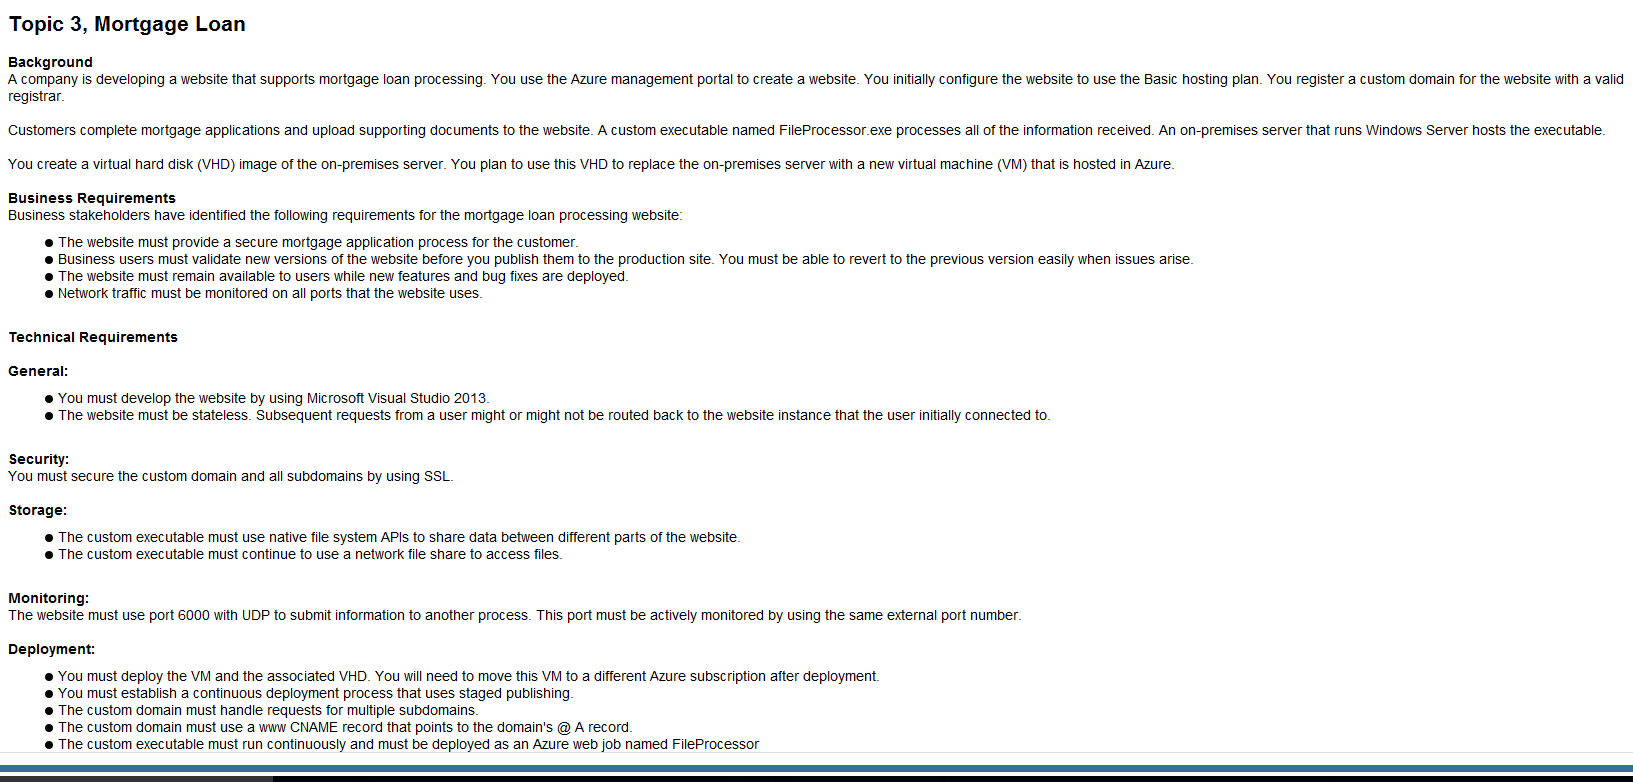 Topic 3, Mortgage Loan
Background
A company is developing a website that supports mortgage loan processing. You use the Azure management portal to create a website. You initially configure the website to use the Basic hosting plan. You register a custom domain for the website with a valid
registrar.
Customers complete mortgage applications and upload supporting documents to the website. A custom executable named FileProcessor.exe processes all of the information received. An on-premises server that runs Windows Server hosts the executable.
You create a virtual hard disk (VHD) image of the on-premises server. You plan to use this VHD to replace the on-premises server with a new virtual machine (VM) that is hosted in Azure.
Business Requirements
Business stakeholders have identified the following requirements for the mortgage loan processing website:
● The website must provide a secure mortgage application process for the customer.
● Business users must validate new versions of the website before you publish them to the production site. You must be able to revert to the previous version easily when issues arise.
● The website must remain available to users while new features and bug fixes are deployed.
● Network traffic must be monitored on all ports that the website uses.
Technical Requirements
General:
● You must develop the website by using Microsoft Visual Studio 2013.
● The website must be stateless. Subsequent requests from a user might or might not be routed back to the website instance that the user initially connected to.
Security:
You must secure the custom domain and all subdomains by using SSL.
Storage:
● The custom executable must use native file system APIs to share data between different parts of the website.
● The custom executable must continue to use a network file share to access files.
Monitoring:
The website must use port 6000 with UDP to submit information to another process. This port must be actively monitored by using the same external port number.
Deployment:
● You must deploy the VM and the associated VHD. You will need to move this VM to a different Azure subscription after deployment.
● You must establish a continuous deployment process that uses staged publishing.
● The custom domain must handle requests for multiple subdomains.
● The custom domain must use a www CNAME record that points to the domain's @ A record.
● The custom executable must run continuously and must be deployed as an Azure web job named FileProcessor